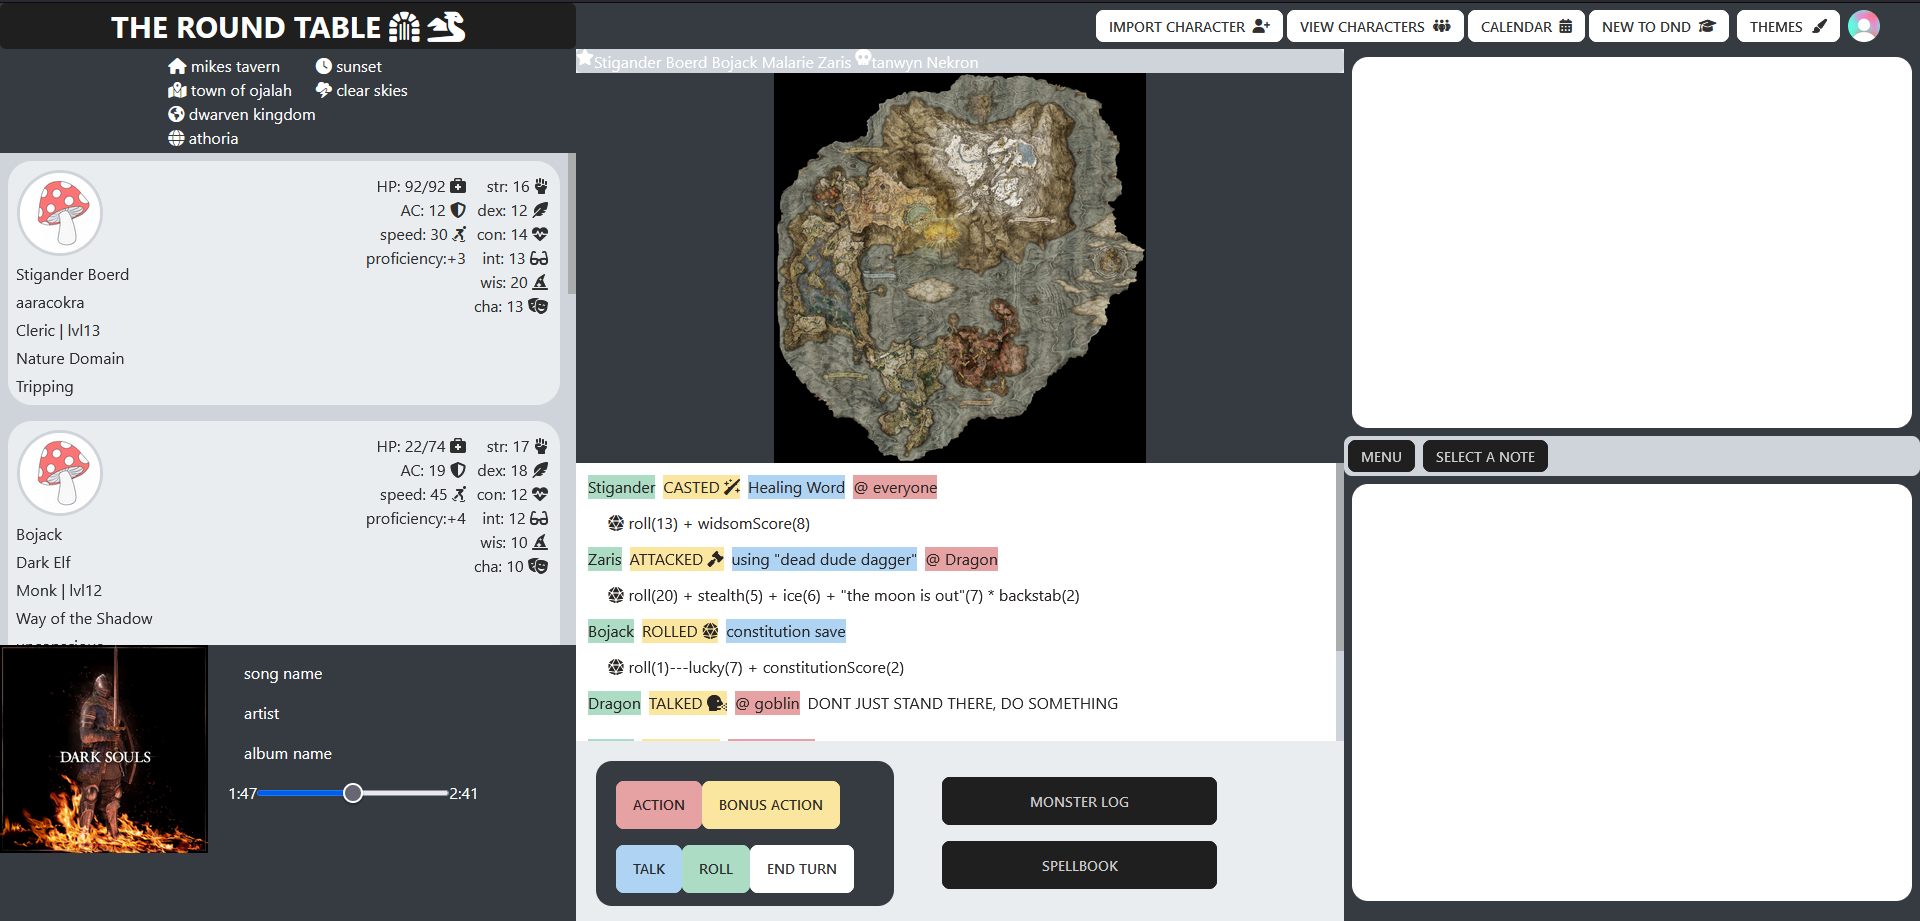 THE ROUND TABLE
IMPORT CHARACTER
VIEW CHARACTERS
CALENDAR
NEW TO DND
THEMES
mikes tavern
sunset
town of ojalah
clear skies
dwarven kingdom
athoria
Stigander Boerd Bojack Malarie Zaris tanwyn Nekron
HP: 92/92 str: 16
AC: 12 dex: 12
speed: 30 con: 14
proficiency:+3 int: 13
wis: 20
cha: 13
Stigander Boerd
aaracokra
Cleric | lvl13
Nature Domain
Tripping
HP: 22/74 str: 17
AC: 19 dex: 18
speed: 45 con: 12
proficiency:+4 int: 12
wis: 10
cha: 10
Bojack
Dark Elf
Monk | lvl12
Way of the Shadow
DARK SOULS
song name
artist
album name
1:47 2:41
Stigander CASTED Healing Word @ everyone
roll(13) + widsomScore(8)
Zaris ATTACKED using "dead dude dagger" @ Dragon
roll(20) + stealth(5) + ice(6) + "the moon is out"(7) * backstab(2)
Bojack ROLLED constitution save
roll(1)---lucky(7) + constitutionScore(2)
Dragon TALKED @ goblin DONT JUST STAND THERE, DO SOMETHING
ACTION BONUS ACTION
TALK ROLL END TURN
MONSTER LOG
SPELLBOOK
MENU SELECT A NOTE